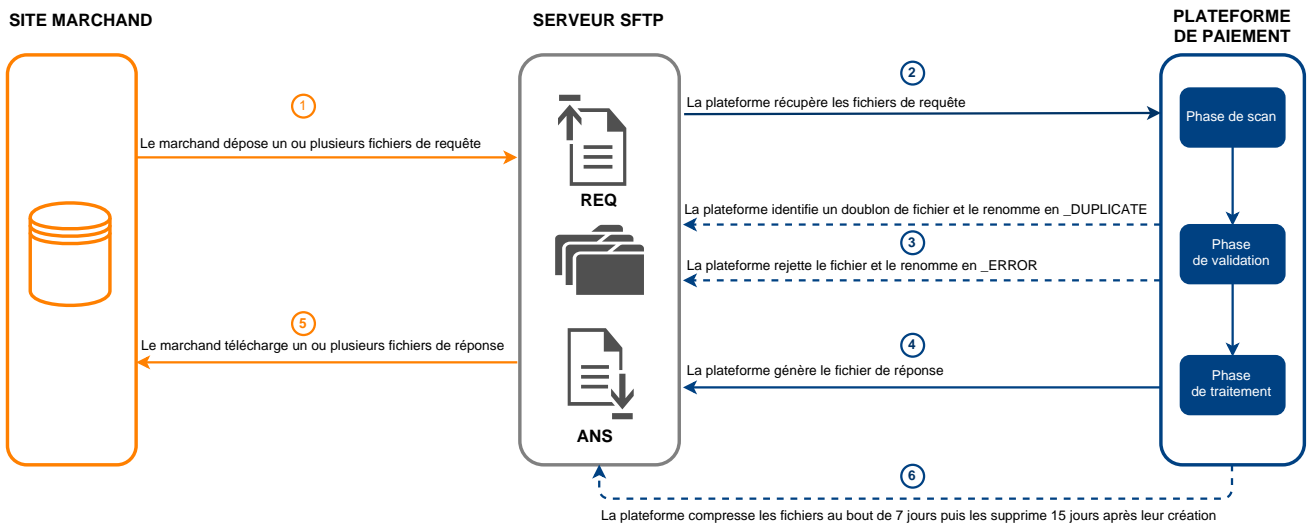 SITE MARCHAND
SERVEUR SFTP
PLATEFORME
DE PAIEMENT
1
Le marchand dépose un ou plusieurs fichiers de requête
2
La plateforme récupère les fichiers de requête
Phase de scan
REQ
La plateforme identifie un doublon de fichier et le renomme en _DUPLICATE
3
La plateforme rejette le fichier et le renomme en _ERROR
Phase
de validation
5
Le marchand télécharge un ou plusieurs fichiers de réponse
4
La plateforme génère le fichier de réponse
Phase
de traitement
ANS
6
La plateforme compresse les fichiers au bout de 7 jours puis les supprime 15 jours après leur création